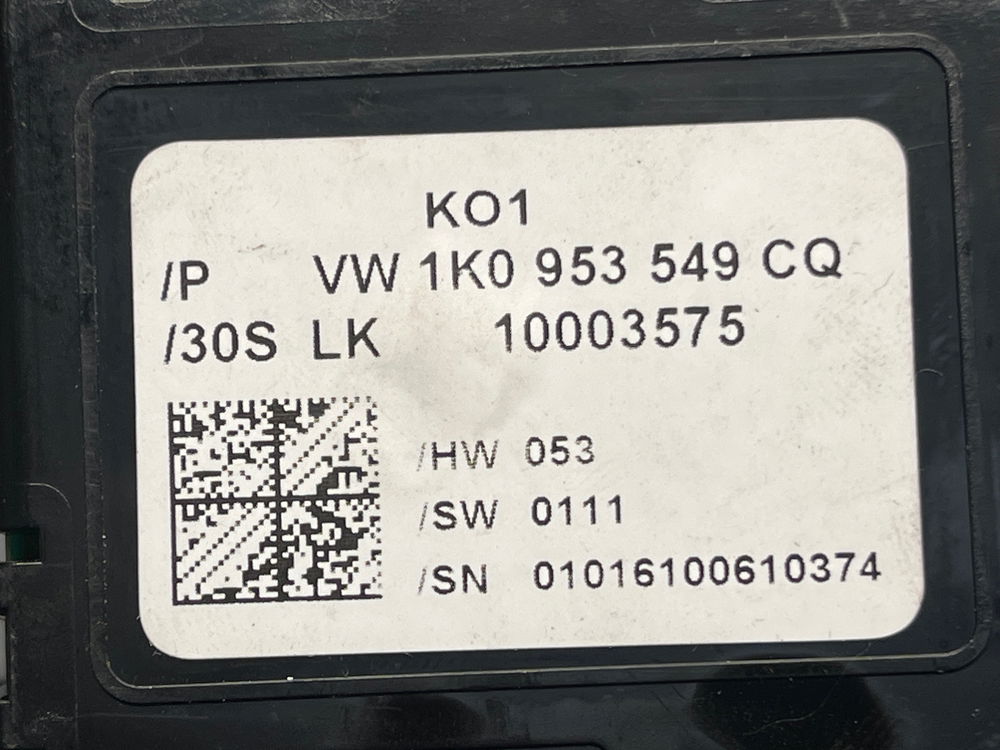 KO1
/P VW 1K0 953 549 CQ
/30S LK 10003575
/HW 053
/SW 0111
/SN 01016100610374